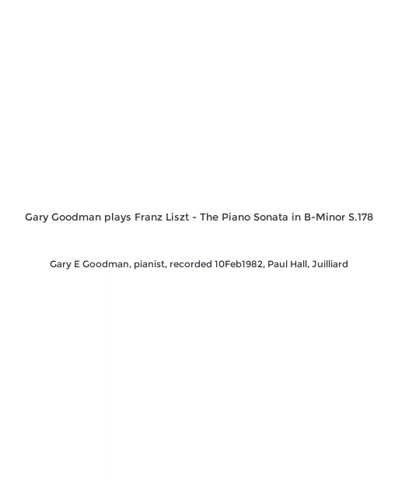 Gary Goodman plays Franz Liszt - The Piano Sonata in B-Minor S.178
Gary E Goodman, pianist, recorded 10Feb1982, Paul Hall, Juilliard